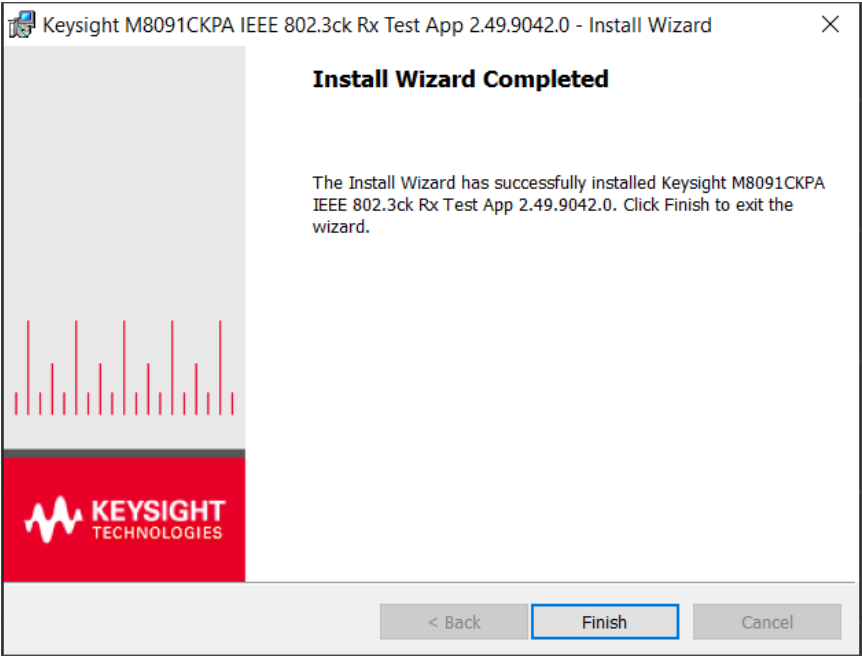 Keysight M8091CKPA IEEE 802.3ck Rx Test App 2.49.9042.0 - Install Wizard
Install Wizard Completed
The Install Wizard has successfully installed Keysight M8091CKPA
IEEE 802.3ck Rx Test App 2.49.9042.0. Click Finish to exit the
wizard.
KEYSIGHT
TECHNOLOGIES
< Back
Finish
Cancel